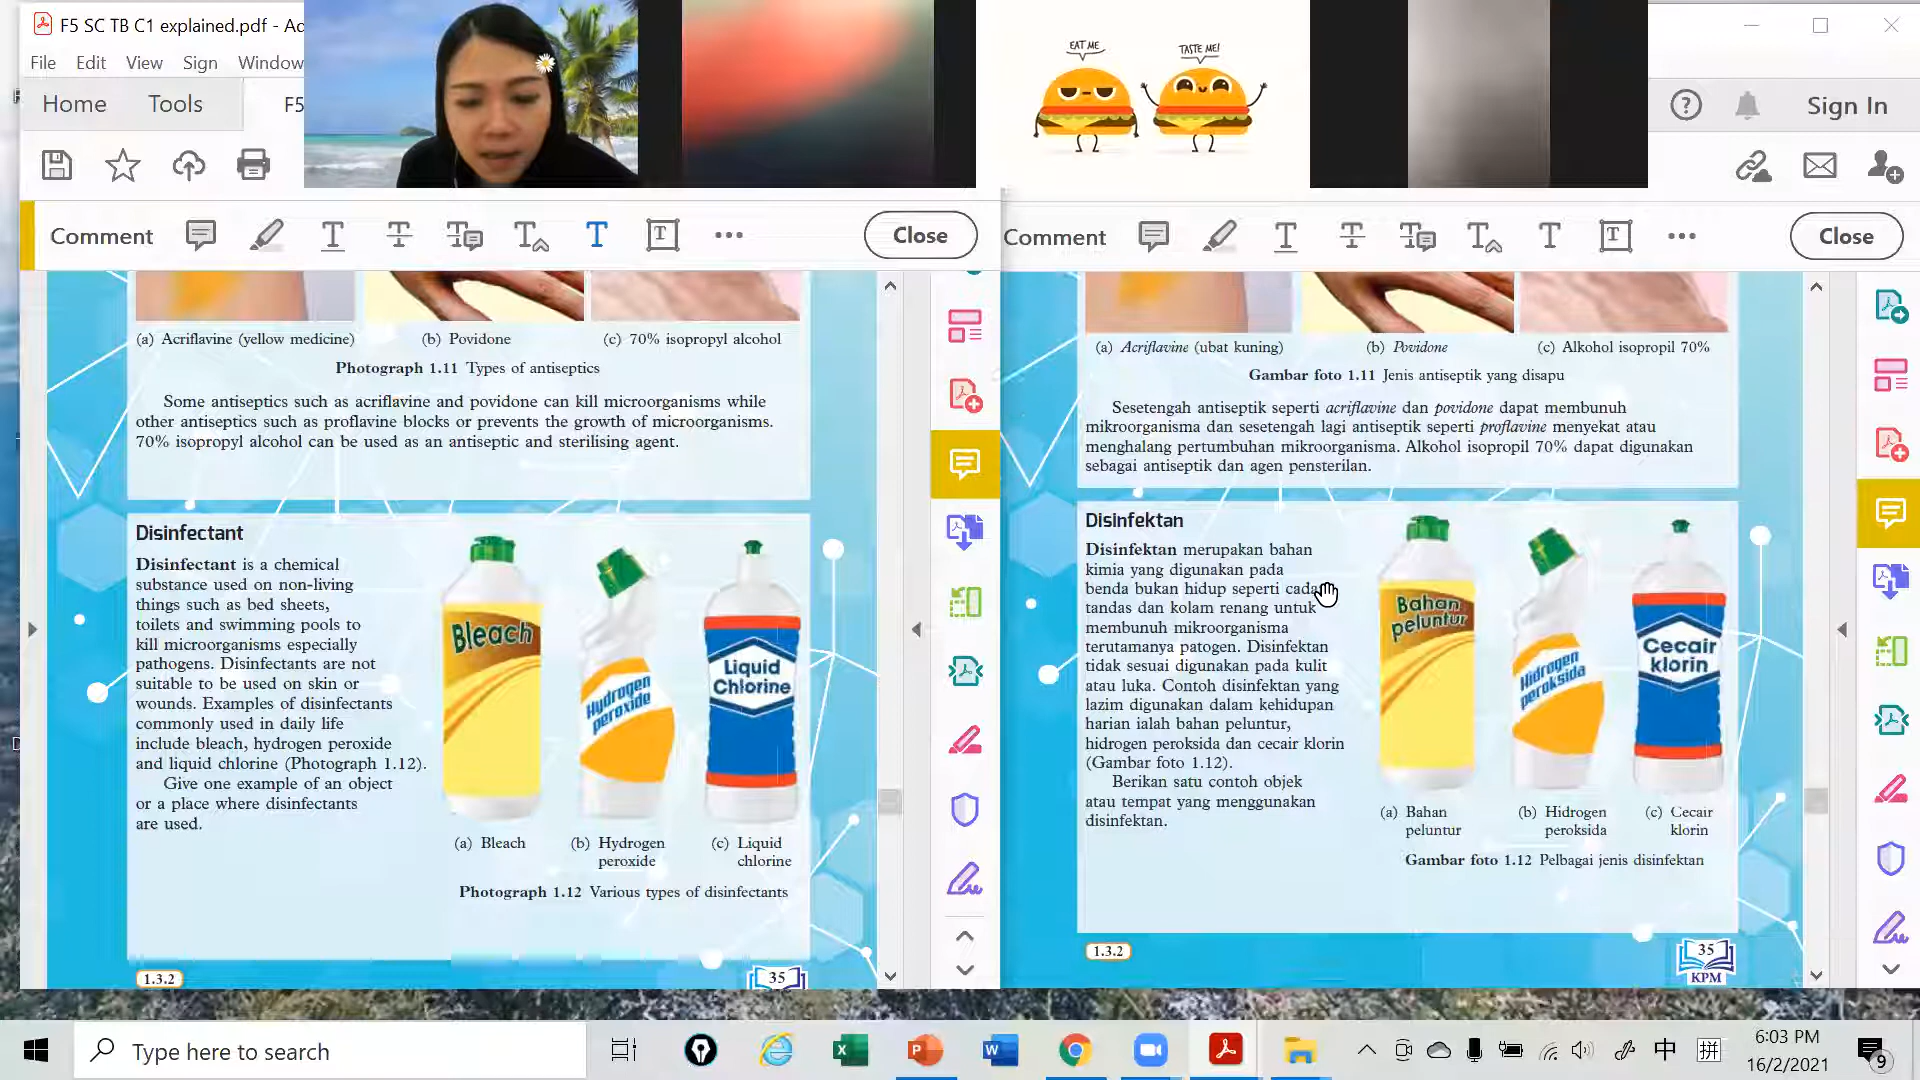 F5 SC TB C1 explained.pdf - Ad
File Edit View Sign Window
Home Tools F5
Sign In
EAT ME
TASTE ME!
Comment
Close
Comment
Close
(a) Acriflavine (yellow medicine)
(b) Povidone
(c) 70% isopropyl alcohol
Photograph 1.11 Types of antiseptics
Some antiseptics such as acriflavine and povidone can kill microorganisms while
other antiseptics such as proflavine blocks or prevents the growth of microorganisms.
70% isopropyl alcohol can be used as an antiseptic and sterilising agent.
Disinfectant
Disinfectant is a chemical
substance used on non-living
things such as bed sheets,
toilets and swimming pools to
kill microorganisms especially
pathogens. Disinfectants are not
suitable to be used on skin or
wounds. Examples of disinfectants
commonly used in daily life
include bleach, hydrogen peroxide
and liquid chlorine (Photograph 1.12).
Give one example of an object
or a place where disinfectants
are used.
Bleach
Hydrogen
peroxide
Liquid
Chlorine
(a) Bleach
(b) Hydrogen
peroxide
(c) Liquid
chlorine
Photograph 1.12 Various types of disinfectants
1.3.2
35
(a) Acriflavine (ubat kuning)
(b) Povidone
(c) Alkohol isopropil 70%
Gambar foto 1.11 Jenis antiseptik yang disapu
Sesetengah antiseptik seperti acriflavine dan povidone dapat membunuh
mikroorganisma dan sesetengah lagi antiseptik seperti proflavine menyekat atau
menghalang pertumbuhan mikroorganisma. Alkohol isopropil 70% dapat digunakan
sebagai antiseptik dan agen pensterilan.
Disinfektan
Disinfektan merupakan bahan
kimia yang digunakan pada
benda bukan hidup seperti cadar,
tandas dan kolam renang untuk
membunuh mikroorganisma
terutamanya patogen. Disinfektan
tidak sesuai digunakan pada kulit
atau luka. Contoh disinfektan yang
lazim digunakan dalam kehidupan
harian ialah bahan peluntur,
hidrogen peroksida dan cecair klorin
(Gambar foto 1.12).
Berikan satu contoh objek
atau tempat yang menggunakan
disinfektan.
Bahan
peluntur
Hidrogen
peroksida
Cecair
klorin
(a) Bahan
peluntur
(b) Hidrogen
peroksida
(c) Cecair
klorin
Gambar foto 1.12 Pelbagai jenis disinfektan
1.3.2
35
KPM
Type here to search
中
拼
6:03 PM
16/2/2021
9